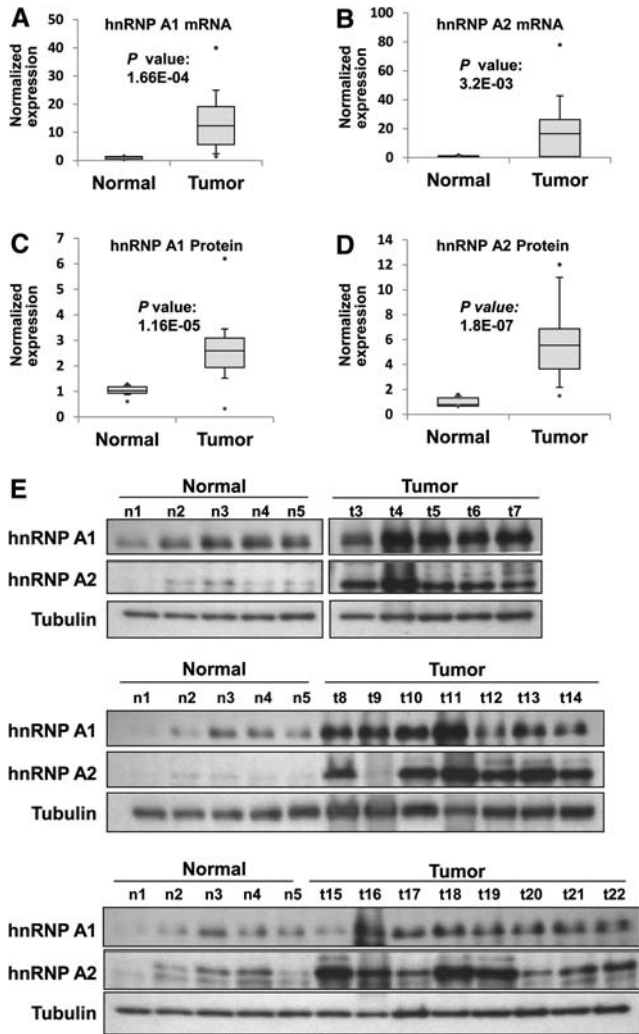 A
hnRNP A1 mRNA
Normalized
expression
50
40
30
20
10
0
P value:
1.66E-04
Normal Tumor
B
hnRNP A2 mRNA
Normalized
expression
100
80
60
40
20
0
P value:
3.2E-03
Normal Tumor
C
hnRNP A1 Protein
Normalized
expression
7
6
5
4
3
2
1
0
P value:
1.16E-05
Normal Tumor
D
hnRNP A2 Protein
Normalized
expression
14
12
10
8
6
4
2
0
P value:
1.8E-07
Normal Tumor
E
Normal Tumor
n1 n2 n3 n4 n5 t3 t4 t5 t6 t7
hnRNP A1
hnRNP A2
Tubulin
Normal Tumor
n1 n2 n3 n4 n5 t8 t9 t10 t11 t12 t13 t14
hnRNP A1
hnRNP A2
Tubulin
Normal Tumor
n1 n2 n3 n4 n5 t15 t16 t17 t18 t19 t20 t21 t22
hnRNP A1
hnRNP A2
Tubulin